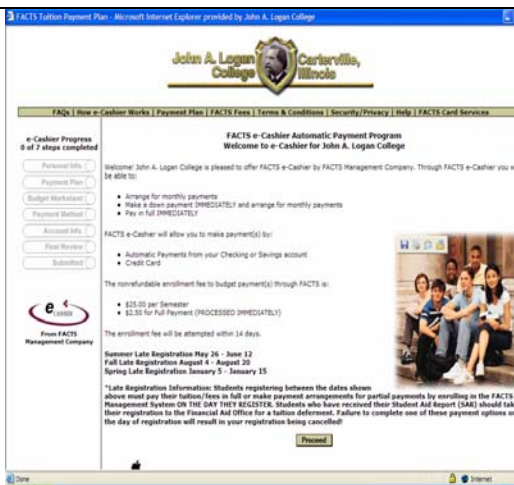 FACTS Tuition Payment Plan - Microsoft Internet Explorer provided by John A. Logan College
John A. Logan College
Carterville, Illinois
FAQs | How e-Cashier Works | Payment Plan | FACTS Fees | Terms & Conditions | Security/Privacy | Help | FACTS Card Services
e-Cashier Progress
0 of 7 steps completed
Personal Info.
Payment Plan
Budget Worksheet
Payment Method
Account Info.
Final Review
Submitted
e CASHIER
From FACTS
Management Company
FACTS e-Cashier Automatic Payment Program
Welcome to e-Cashier for John A. Logan College
Welcome! John A. Logan College is pleased to offer FACTS e-Cashier by FACTS Management Company. Through FACTS e-Cashier you w
be able to:
• Arrange for monthly payments
• Make a down payment IMMEDIATELY and arrange for monthly payments
• Pay in full IMMEDIATELY
FACTS e-Cashier will allow you to make payment(s) by:
• Automatic Payments from your Checking or Savings account
• Credit Card
The nonrefundable enrollment fee to budget payment(s) through FACTS is:
• $25.00 per Semester
• $2.50 for Full Payment (PROCESSED IMMEDIATELY)
The enrollment fee will be attempted within 14 days.
Summer Late Registration May 26 - June 12
Fall Late Registration August 4 - August 20
Spring Late Registration January 5 - January 15
*Late Registration Information: Students registering between the dates shown
above must pay their tuition/fees in full or make payment arrangements for partial payments by enrolling in the FACTS
Management System ON THE DAY THEY REGISTER. Students who have received their Student Aid Report (SAR) should tak
their registration to the Financial Aid Office for a tuition deferment. Failure to complete one of these payment options o
the day of registration will result in your registration being cancelled!
Proceed
Done
Internet